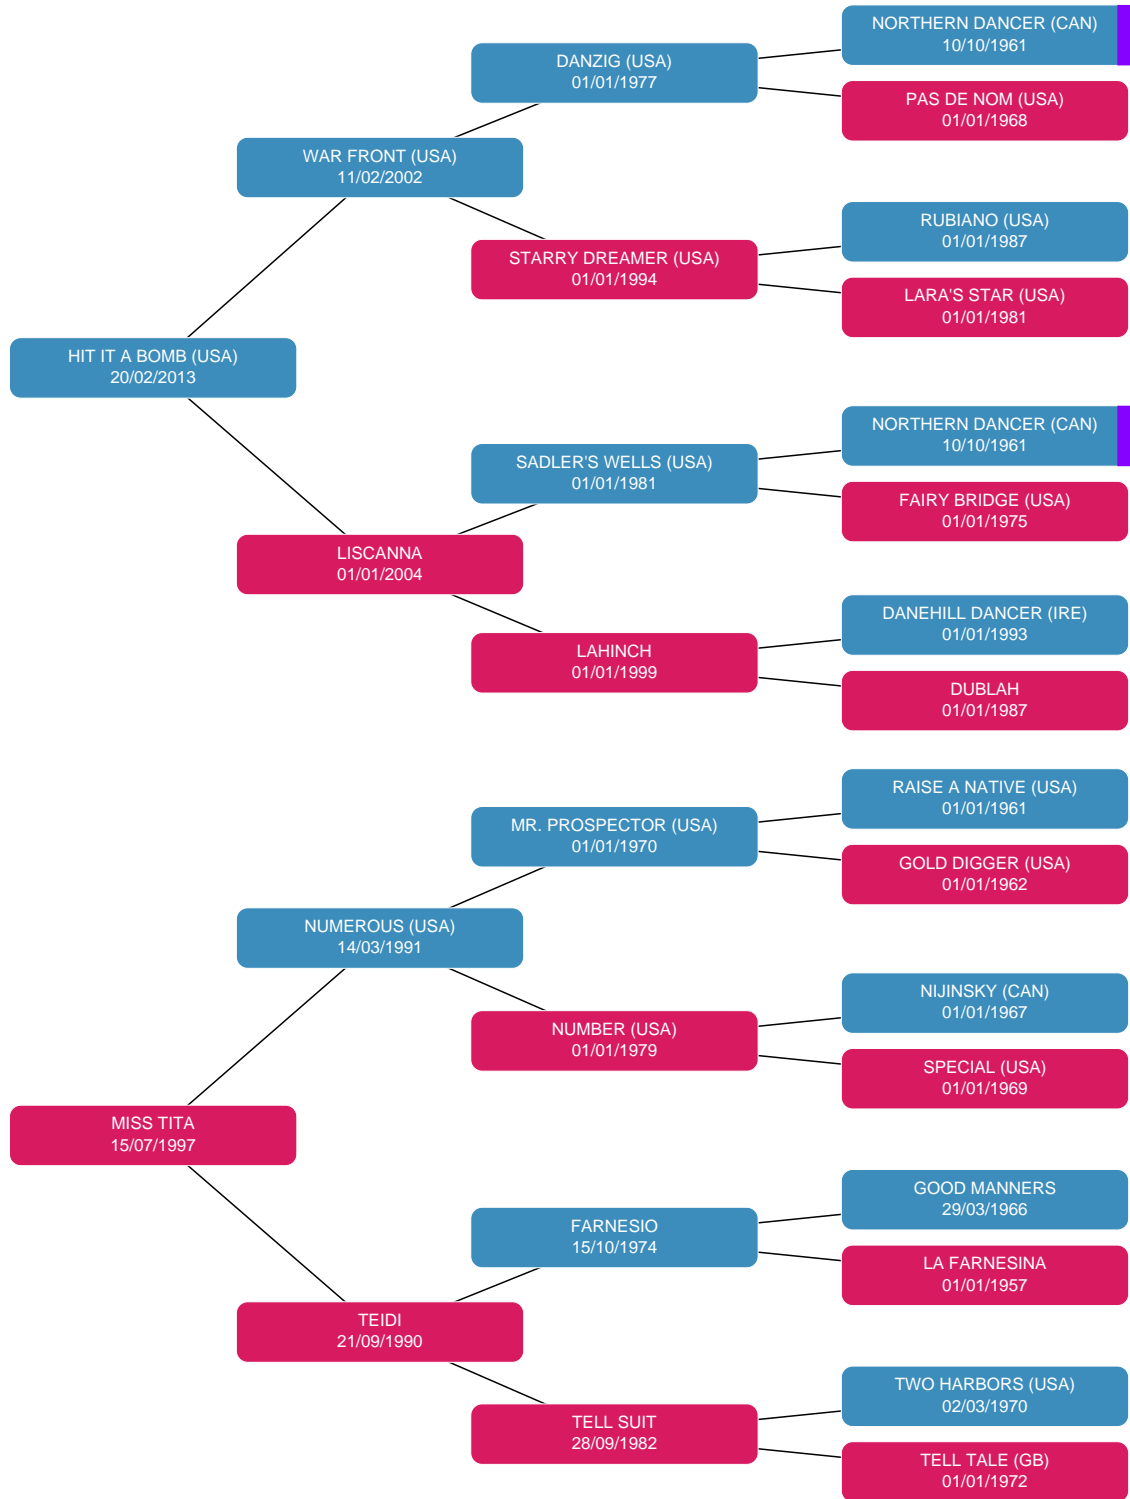 NORTHERN DANCER (CAN)
10/10/1961
DANZIG (USA)
01/01/1977
PAS DE NOM (USA)
01/01/1968
WAR FRONT (USA)
11/02/2002
RUBIANO (USA)
01/01/1987
STARRY DREAMER (USA)
01/01/1994
LARA'S STAR (USA)
01/01/1981
HIT IT A BOMB (USA)
20/02/2013
NORTHERN DANCER (CAN)
10/10/1961
SADLER'S WELLS (USA)
01/01/1981
FAIRY BRIDGE (USA)
01/01/1975
LISCANNA
01/01/2004
DANEHILL DANCER (IRE)
01/01/1993
LAHINCH
01/01/1999
DUBLAH
01/01/1987
RAISE A NATIVE (USA)
01/01/1961
MR. PROSPECTOR (USA)
01/01/1970
GOLD DIGGER (USA)
01/01/1962
NUMEROUS (USA)
14/03/1991
NIJINSKY (CAN)
01/01/1967
NUMBER (USA)
01/01/1979
SPECIAL (USA)
01/01/1969
MISS TITA
15/07/1997
GOOD MANNERS
29/03/1966
FARNESIO
15/10/1974
LA FARNESINA
01/01/1957
TEIDI
21/09/1990
TWO HARBORS (USA)
02/03/1970
TELL SUIT
28/09/1982
TELL TALE (GB)
01/01/1972